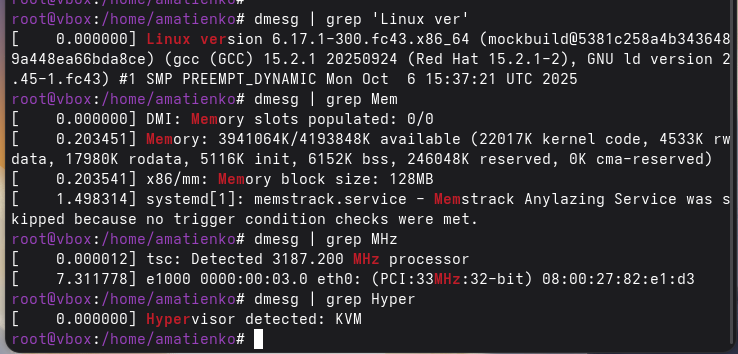 root@vbox:/home/amatienko# dmesg | grep 'Linux ver'
[    0.000000] Linux version 6.17.1-300.fc43.x86_64 (mockbuild@5381c258a4b343648
9a448ea66bda8ce) (gcc (GCC) 15.2.1 20250924 (Red Hat 15.2.1-2), GNU ld version 2
.45-1.fc43) #1 SMP PREEMPT_DYNAMIC Mon Oct  6 15:37:21 UTC 2025
root@vbox:/home/amatienko# dmesg | grep Mem
[    0.000000] DMI: Memory slots populated: 0/0
[    0.203451] Memory: 3941064K/4193848K available (22017K kernel code, 4533K rw
data, 17980K rodata, 5116K init, 6152K bss, 246048K reserved, 0K cma-reserved)
[    0.203541] x86/mm: Memory block size: 128MB
[    1.498314] systemd[1]: memstrack.service - Memstrack Anylazing Service was s
kipped because no trigger condition checks were met.
root@vbox:/home/amatienko# dmesg | grep MHz
[    0.000012] tsc: Detected 3187.200 MHz processor
[    7.311778] e1000 0000:00:03.0 eth0: (PCI:33MHz:32-bit) 08:00:27:82:e1:d3
root@vbox:/home/amatienko# dmesg | grep Hyper
[    0.000000] Hypervisor detected: KVM
root@vbox:/home/amatienko#